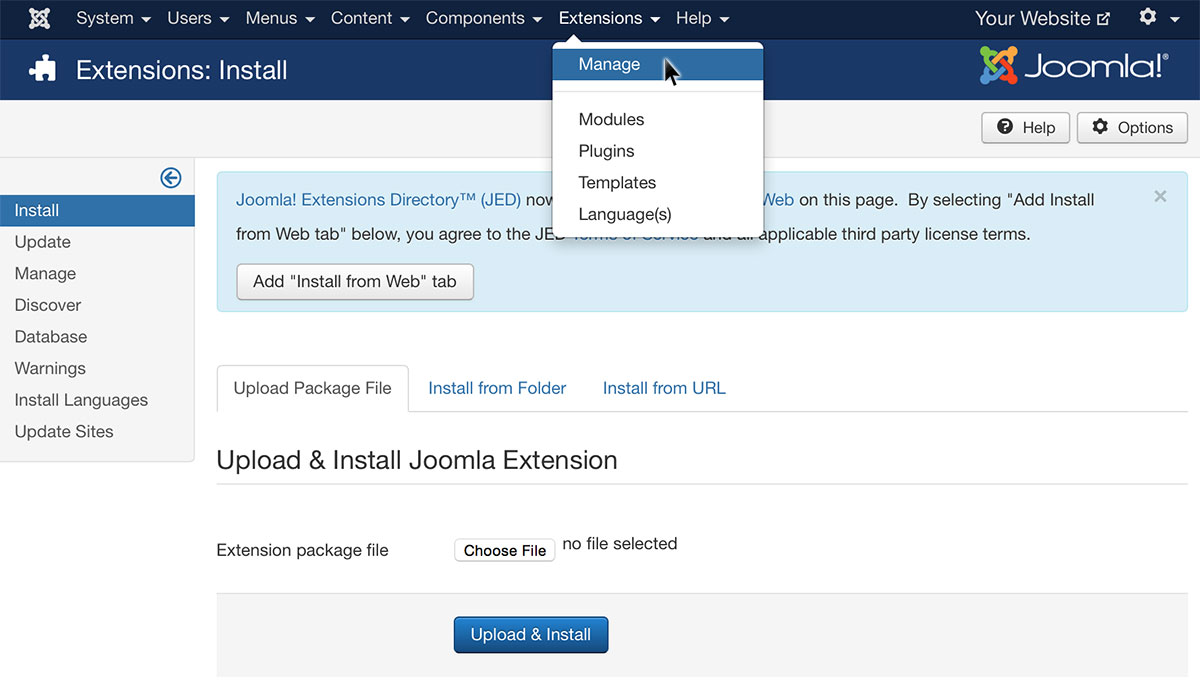 System Users Menus Content Components Extensions Help Your Website
Extensions: Install
Joomla!®
Manage
Modules
Plugins
Templates
Language(s)
Help
Options
Install
Update
Manage
Discover
Database
Warnings
Install Languages
Update Sites
Joomla! Extensions Directory™ (JED) now Web on this page. By selecting "Add Install
from Web tab" below, you agree to the JED Terms of Service and all applicable third party license terms.
×
Add "Install from Web" tab
Upload Package File Install from Folder Install from URL
Upload & Install Joomla Extension
Extension package file Choose File no file selected
Upload & Install